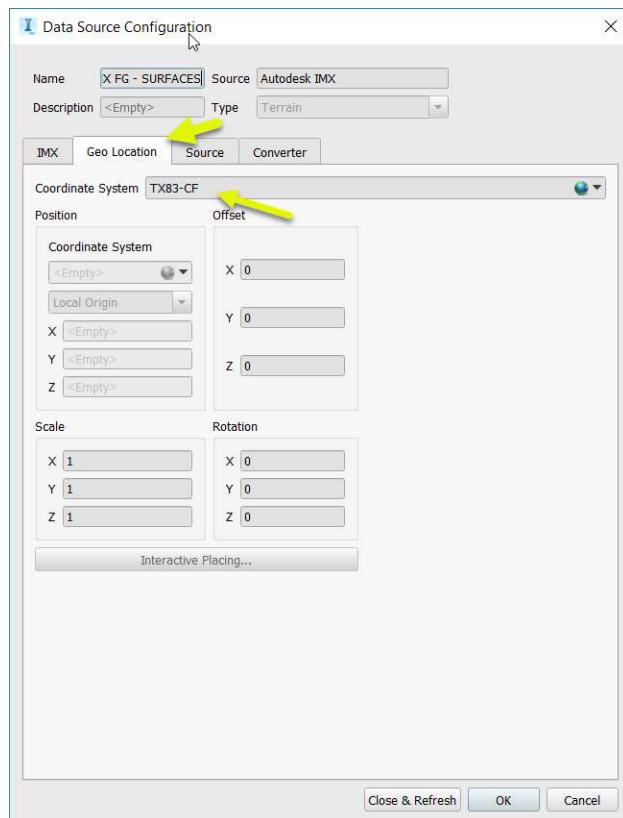 Data Source Configuration
Name X FG - SURFACES Source Autodesk IMX
Description <Empty> Type Terrain
IMX Geo Location Source Converter
Coordinate System TX83-CF
Position Offset
Coordinate System
<Empty>
X 0
Local Origin
Y 0
X <Empty>
Y <Empty>
Z 0
Z <Empty>
Scale Rotation
X 1 X 0
Y 1 Y 0
Z 1 Z 0
Interactive Placing...
Close & Refresh OK Cancel